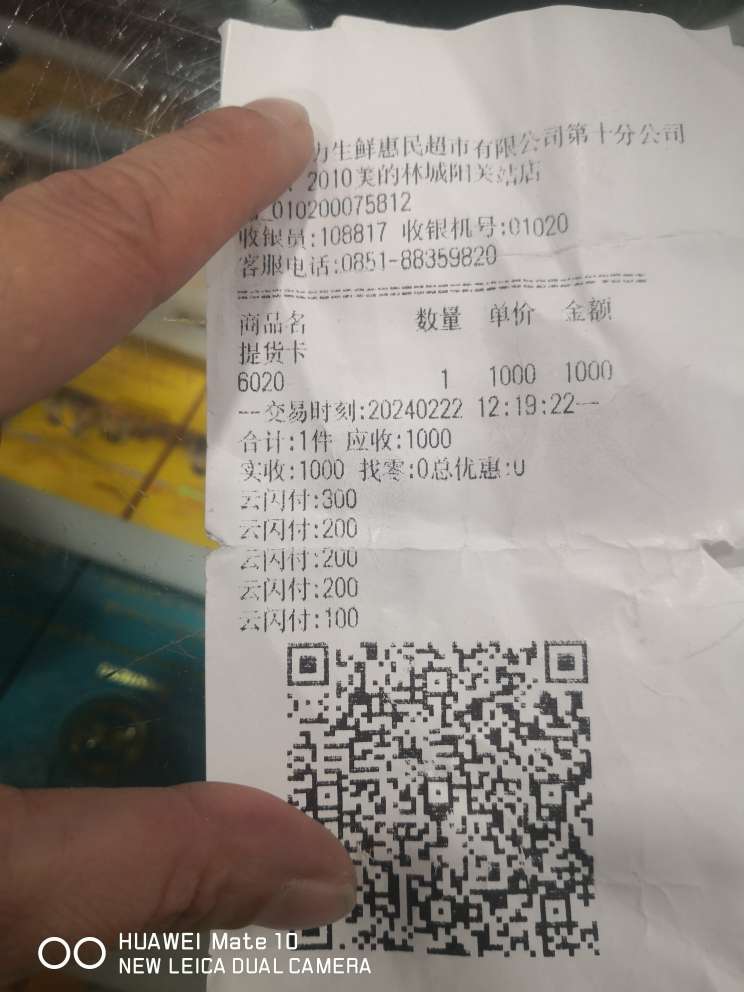 力生鲜惠民超市有限公司第十分公司
2010美的林城阳关站店
_010200075812
收银员:108817 收银机号:01020
客服电话:0851-88359820
商品名 数量 单价 金额
提货卡
6020 1 1000 1000
--交易时刻:20240222 12:19:22--
合计:1件 应收:1000
实收:1000 找零:0总优惠:0
云闪付:300
云闪付:200
云闪付:200
云闪付:200
云闪付:100
HUAWEI Mate 10
NEW LEICA DUAL CAMERA